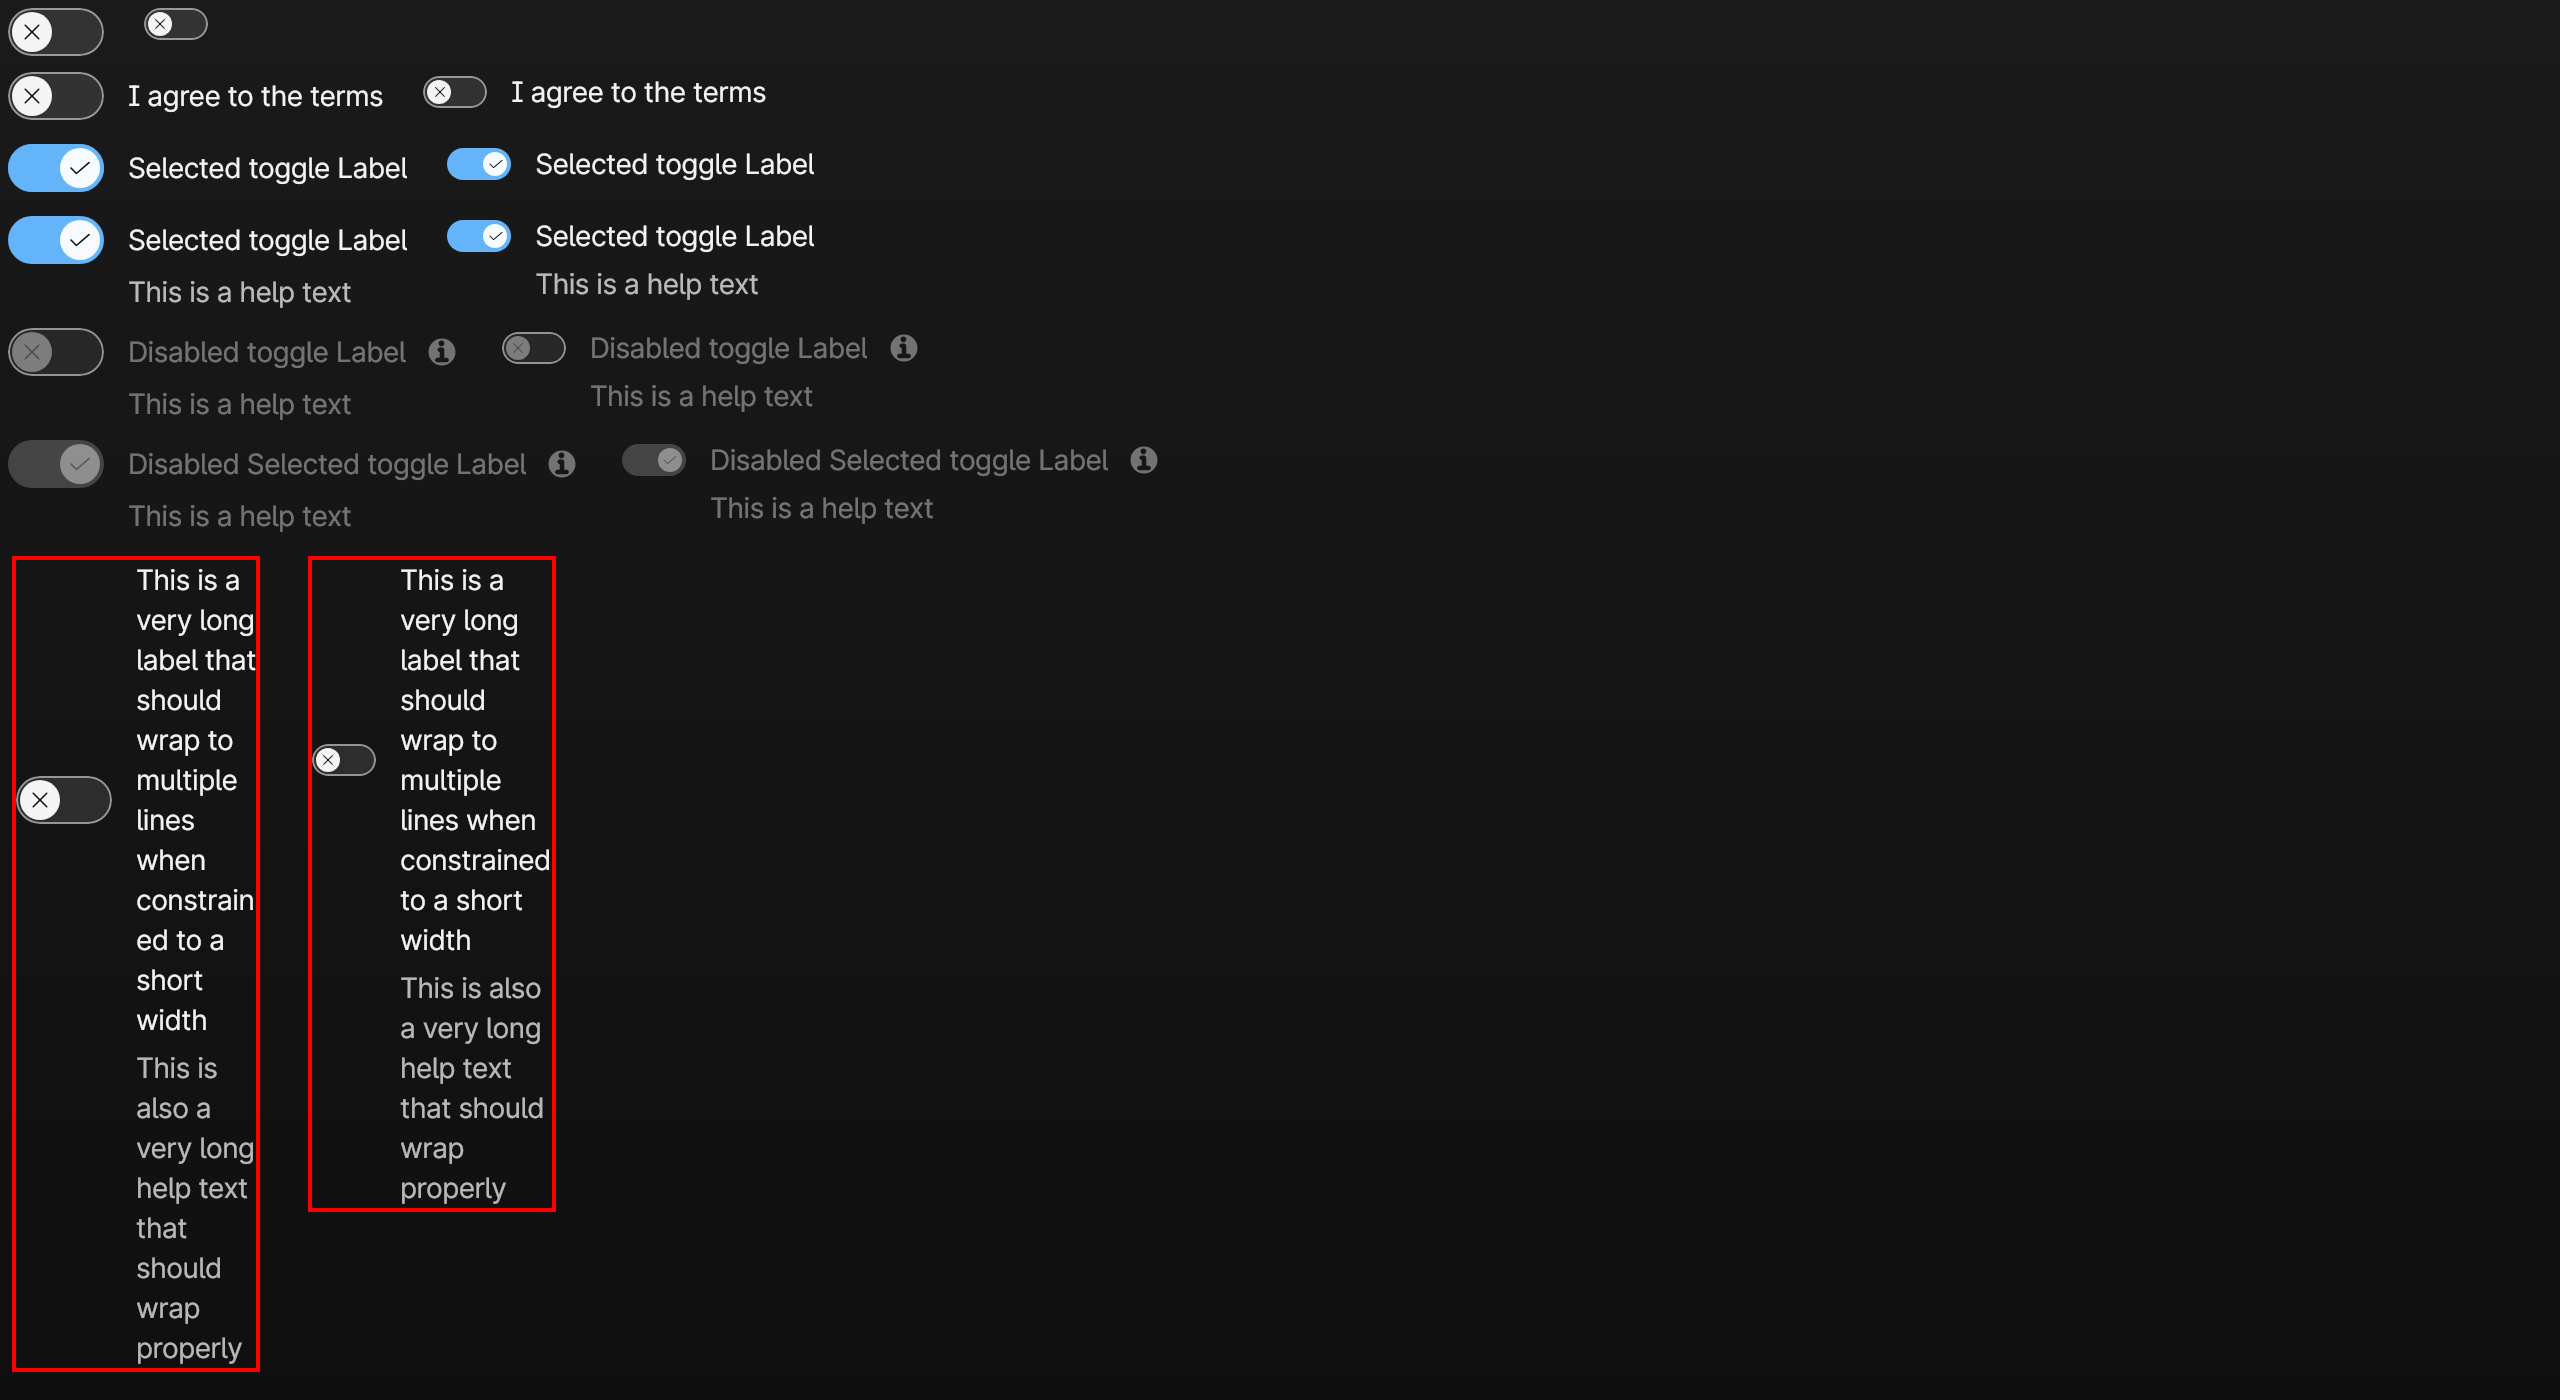 I agree to the terms
I agree to the terms
Selected toggle Label
Selected toggle Label
Selected toggle Label
This is a help text
Selected toggle Label
This is a help text
Disabled toggle Label
This is a help text
Disabled toggle Label
This is a help text
Disabled Selected toggle Label
This is a help text
Disabled Selected toggle Label
This is a help text
This is a
very long
label that
should
wrap to
multiple
lines
when
constrain
ed to a
short
width
This is
also a
very long
help text
that
should
wrap
properly
This is a
very long
label that
should
wrap to
multiple
lines when
constrained
to a short
width
This is also
a very long
help text
that should
wrap
properly